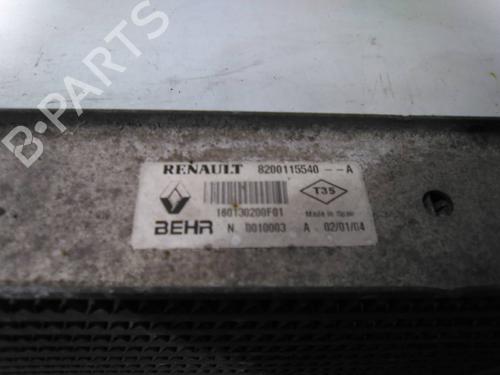 B-PARTS
RENAULT 8200115540--A
160130200F01
T35
Made in Spain
BEHR N 0010003 A 02/01/04